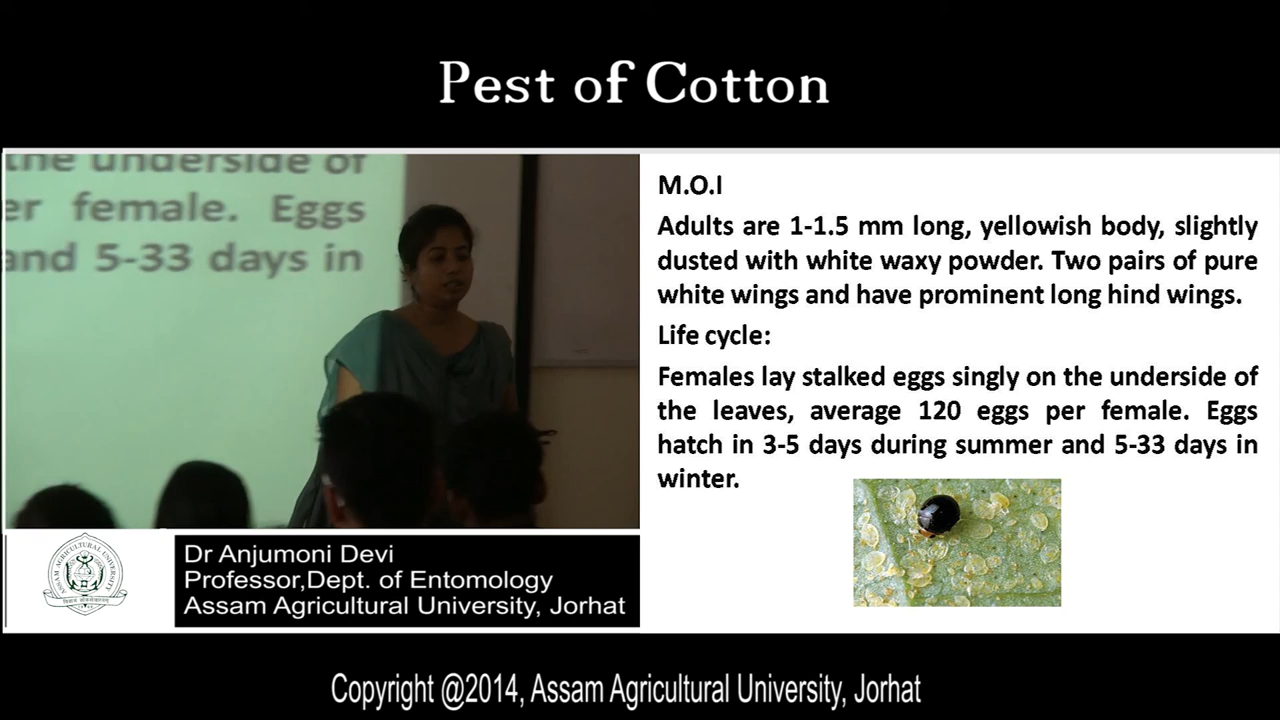 Pest of Cotton
the underside of
er female. Eggs
and 5-33 days in
M.O.I
Adults are 1-1.5 mm long, yellowish body, slightly
dusted with white waxy powder. Two pairs of pure
white wings and have prominent long hind wings.
Life cycle:
Females lay stalked eggs singly on the underside of
the leaves, average 120 eggs per female. Eggs
hatch in 3-5 days during summer and 5-33 days in
winter.
ASSAM AGRICULTURAL UNIVERSITY
Dr Anjumoni Devi
Professor,Dept. of Entomology
Assam Agricultural University, Jorhat
Copyright @2014, Assam Agricultural University, Jorhat